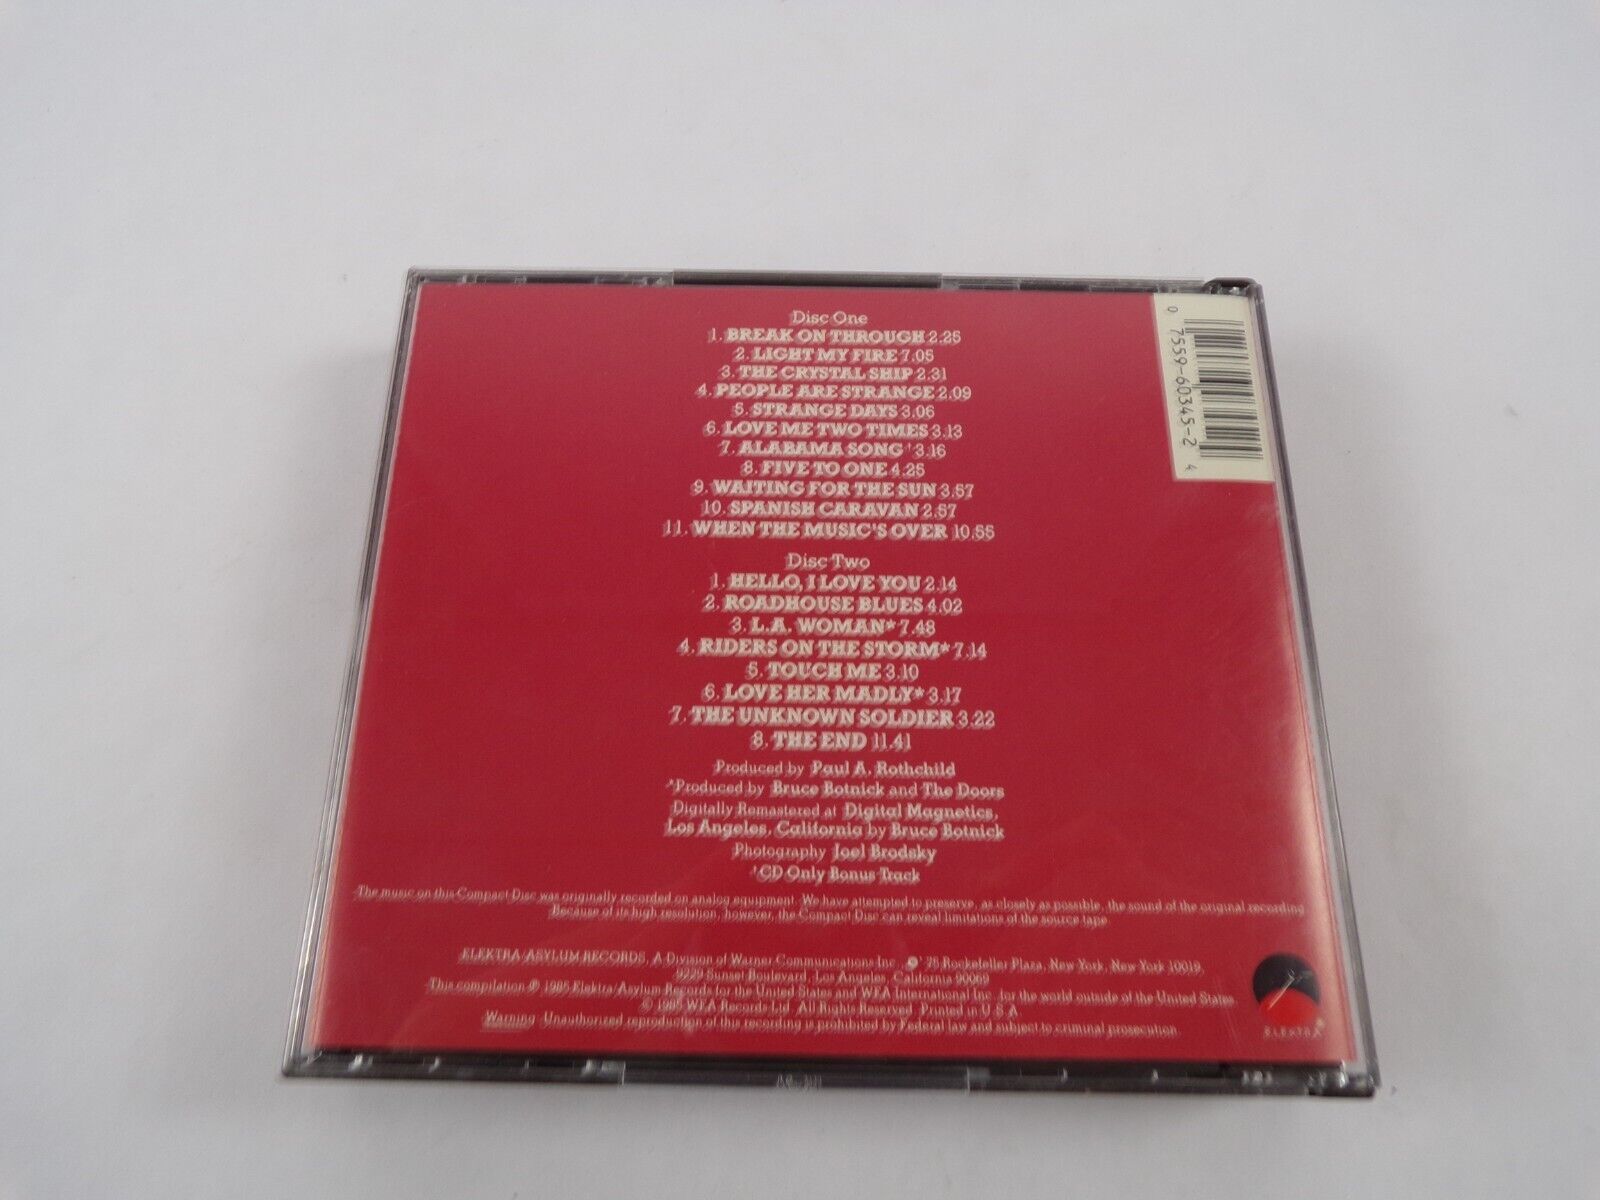 Disc One
1. BREAK ON THROUGH 2.25
2. LIGHT MY FIRE 7.05
3. THE CRYSTAL SHIP 2.31
4. PEOPLE ARE STRANGE 2.09
5. STRANGE DAYS 3.06
6. LOVE ME TWO TIMES 3.13
7. ALABAMA SONG † 3.16
8. FIVE TO ONE 4.25
9. WAITING FOR THE SUN 3.57
10. SPANISH CARAVAN 2.57
11. WHEN THE MUSIC'S OVER 10.55
Disc Two
1. HELLO, I LOVE YOU 2.14
2. ROADHOUSE BLUES 4.02
3. L.A. WOMAN* 7.48
4. RIDERS ON THE STORM* 7.14
5. TOUCH ME 3.10
6. LOVE HER MADLY* 3.17
7. THE UNKNOWN SOLDIER 3.22
8. THE END 11.41
Produced by Paul A. Rothchild
*Produced by Bruce Botnick and The Doors
Digitally Remastered at Digital Magnetics,
Los Angeles, California by Bruce Botnick
Photography Joel Brodsky
†CD Only Bonus Track
The music on this Compact Disc was originally recorded on analog equipment. We have attempted to preserve, as closely as possible, the sound of the original recording
Because of its high resolution, however, the Compact Disc can reveal limitations of the source tape.
ELEKTRA/ASYLUM RECORDS, A Division of Warner Communications Inc., 75 Rockefeller Plaza, New York, New York 10019,
9229 Sunset Boulevard, Los Angeles, California 90069
This compilation ℗ 1985 Elektra/Asylum Records for the United States and WEA International Inc. for the world outside of the United States.
© 1985 WEA Records Ltd. All Rights Reserved. Printed in U.S.A.
Warning: Unauthorized reproduction of this recording is prohibited by Federal law and subject to criminal prosecution.
ELEKTRA
0 7559-60345-2 4